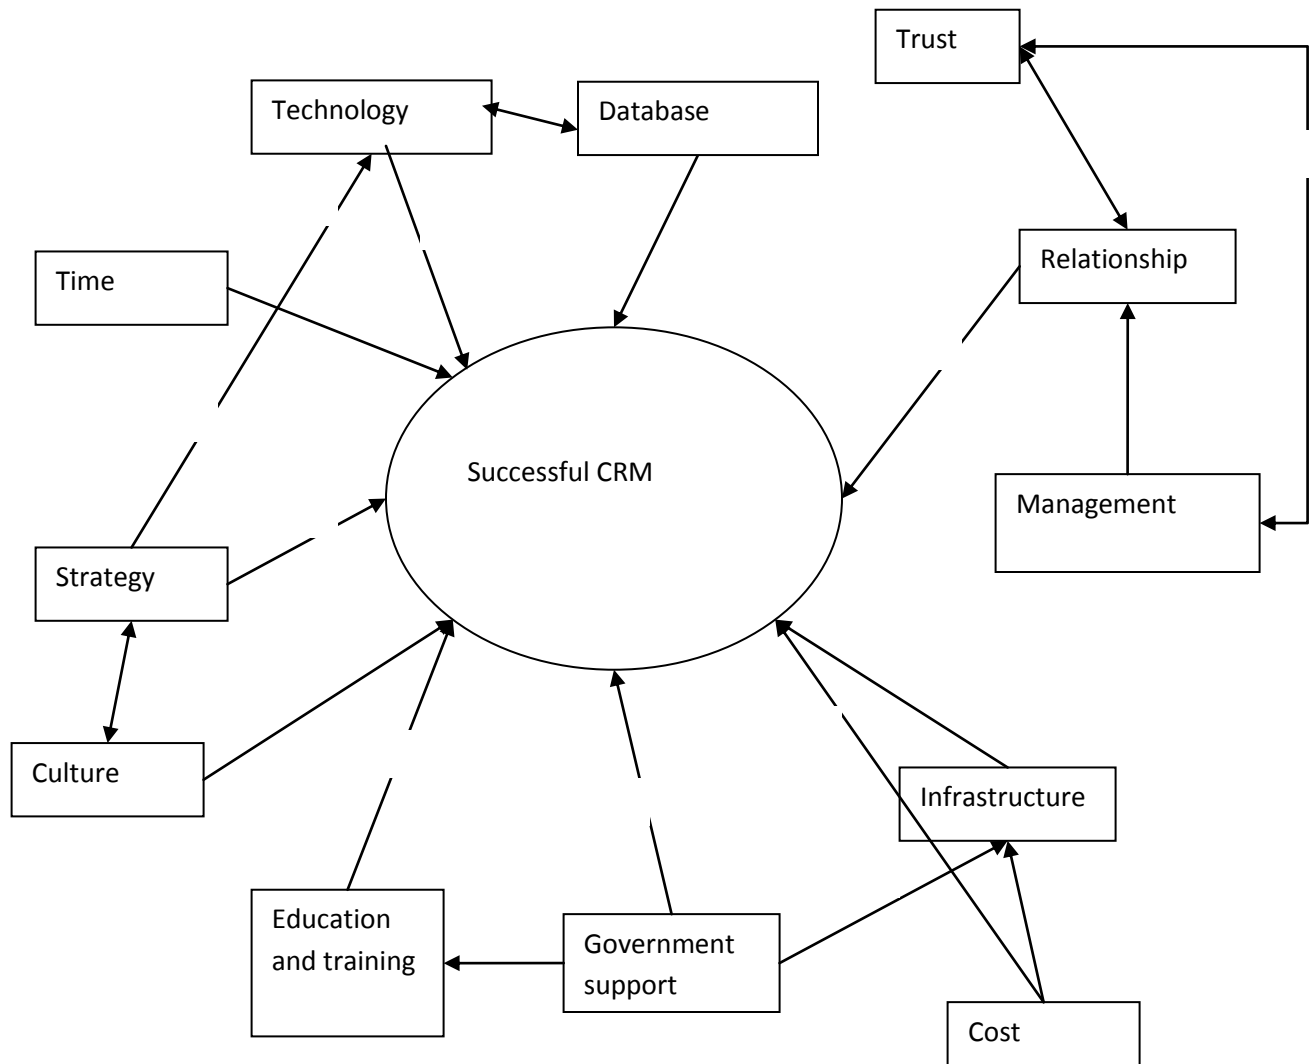 Trust
Technology
Database
Relationship
Time
Successful CRM
Management
Strategy
Culture
Infrastructure
Education
and training
Government
support
Cost